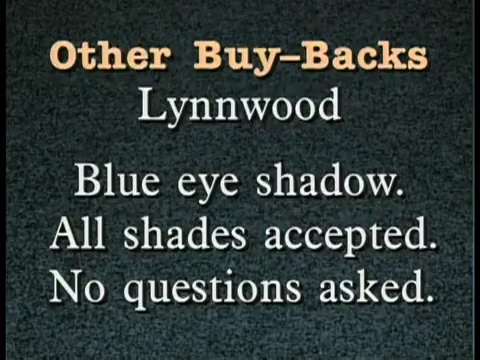 Other Buy–Backs
Lynnwood
Blue eye shadow.
All shades accepted.
No questions asked.